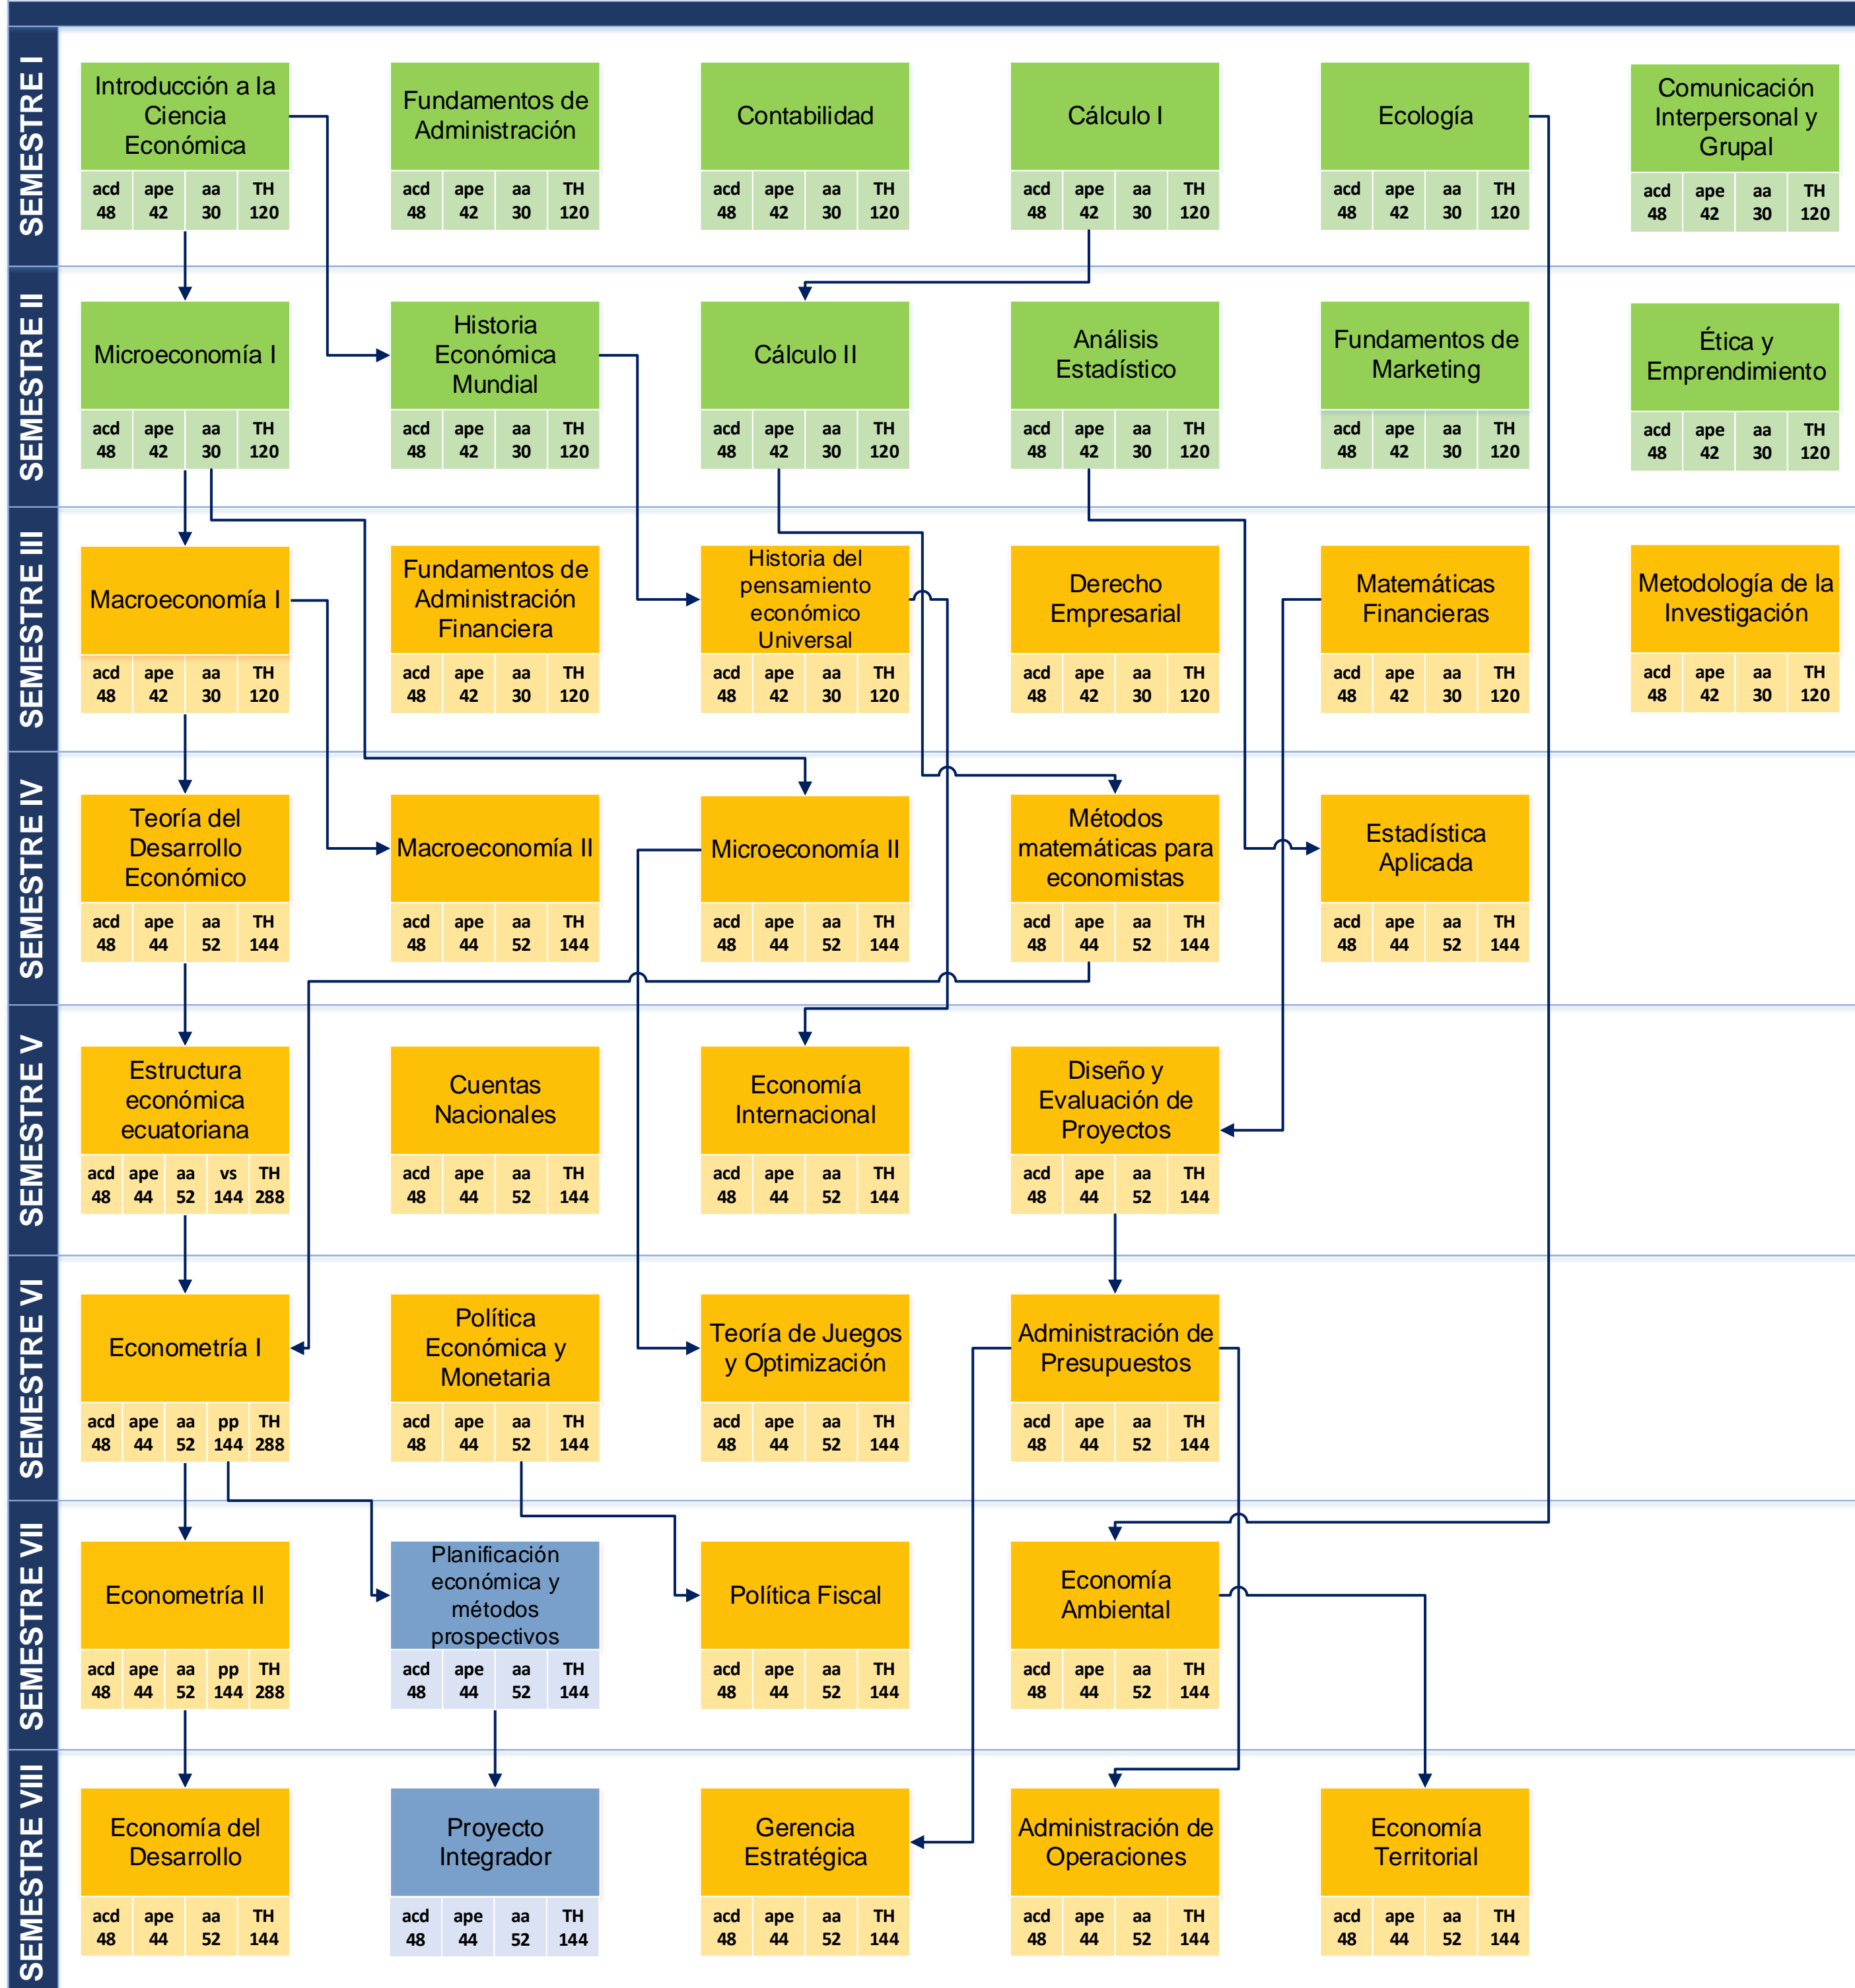 SEMESTRE I
Introducción a la
Ciencia
Económica
acd ape aa TH
48 42 30 120
Fundamentos de
Administración
acd ape aa TH
48 42 30 120
Contabilidad
acd ape aa TH
48 42 30 120
Cálculo I
acd ape aa TH
48 42 30 120
Ecología
acd ape aa TH
48 42 30 120
Comunicación
Interpersonal y
Grupal
acd ape aa TH
48 42 30 120
SEMESTRE II
Microeconomía I
acd ape aa TH
48 42 30 120
Historia
Económica
Mundial
acd ape aa TH
48 42 30 120
Cálculo II
acd ape aa TH
48 42 30 120
Análisis
Estadístico
acd ape aa TH
48 42 30 120
Fundamentos de
Marketing
acd ape aa TH
48 42 30 120
Ética y
Emprendimiento
acd ape aa TH
48 42 30 120
SEMESTRE III
Macroeconomía I
acd ape aa TH
48 42 30 120
Fundamentos de
Administración
Financiera
acd ape aa TH
48 42 30 120
Historia del
pensamiento
económico
Universal
acd ape aa TH
48 42 30 120
Derecho
Empresarial
acd ape aa TH
48 42 30 120
Matemáticas
Financieras
acd ape aa TH
48 42 30 120
Metodología de la
Investigación
acd ape aa TH
48 42 30 120
SEMESTRE IV
Teoría del
Desarrollo
Económico
acd ape aa TH
48 44 52 144
Macroeconomía II
acd ape aa TH
48 44 52 144
Microeconomía II
acd ape aa TH
48 44 52 144
Métodos
matemáticas para
economistas
acd ape aa TH
48 44 52 144
Estadística
Aplicada
acd ape aa TH
48 44 52 144
SEMESTRE V
Estructura
económica
ecuatoriana
acd ape aa vs TH
48 44 52 144 288
Cuentas
Nacionales
acd ape aa TH
48 44 52 144
Economía
Internacional
acd ape aa TH
48 44 52 144
Diseño y
Evaluación de
Proyectos
acd ape aa TH
48 44 52 144
SEMESTRE VI
Econometría I
acd ape aa pp TH
48 44 52 144 288
Política
Económica y
Monetaria
acd ape aa TH
48 44 52 144
Teoría de Juegos
y Optimización
acd ape aa TH
48 44 52 144
Administración de
Presupuestos
acd ape aa TH
48 44 52 144
SEMESTRE VII
Econometría II
acd ape aa pp TH
48 44 52 144 288
Planificación
económica y
métodos
prospectivos
acd ape aa TH
48 44 52 144
Política Fiscal
acd ape aa TH
48 44 52 144
Economía
Ambiental
acd ape aa TH
48 44 52 144
SEMESTRE VIII
Economía del
Desarrollo
acd ape aa TH
48 44 52 144
Proyecto
Integrador
acd ape aa TH
48 44 52 144
Gerencia
Estratégica
acd ape aa TH
48 44 52 144
Administración de
Operaciones
acd ape aa TH
48 44 52 144
Economía
Territorial
acd ape aa TH
48 44 52 144